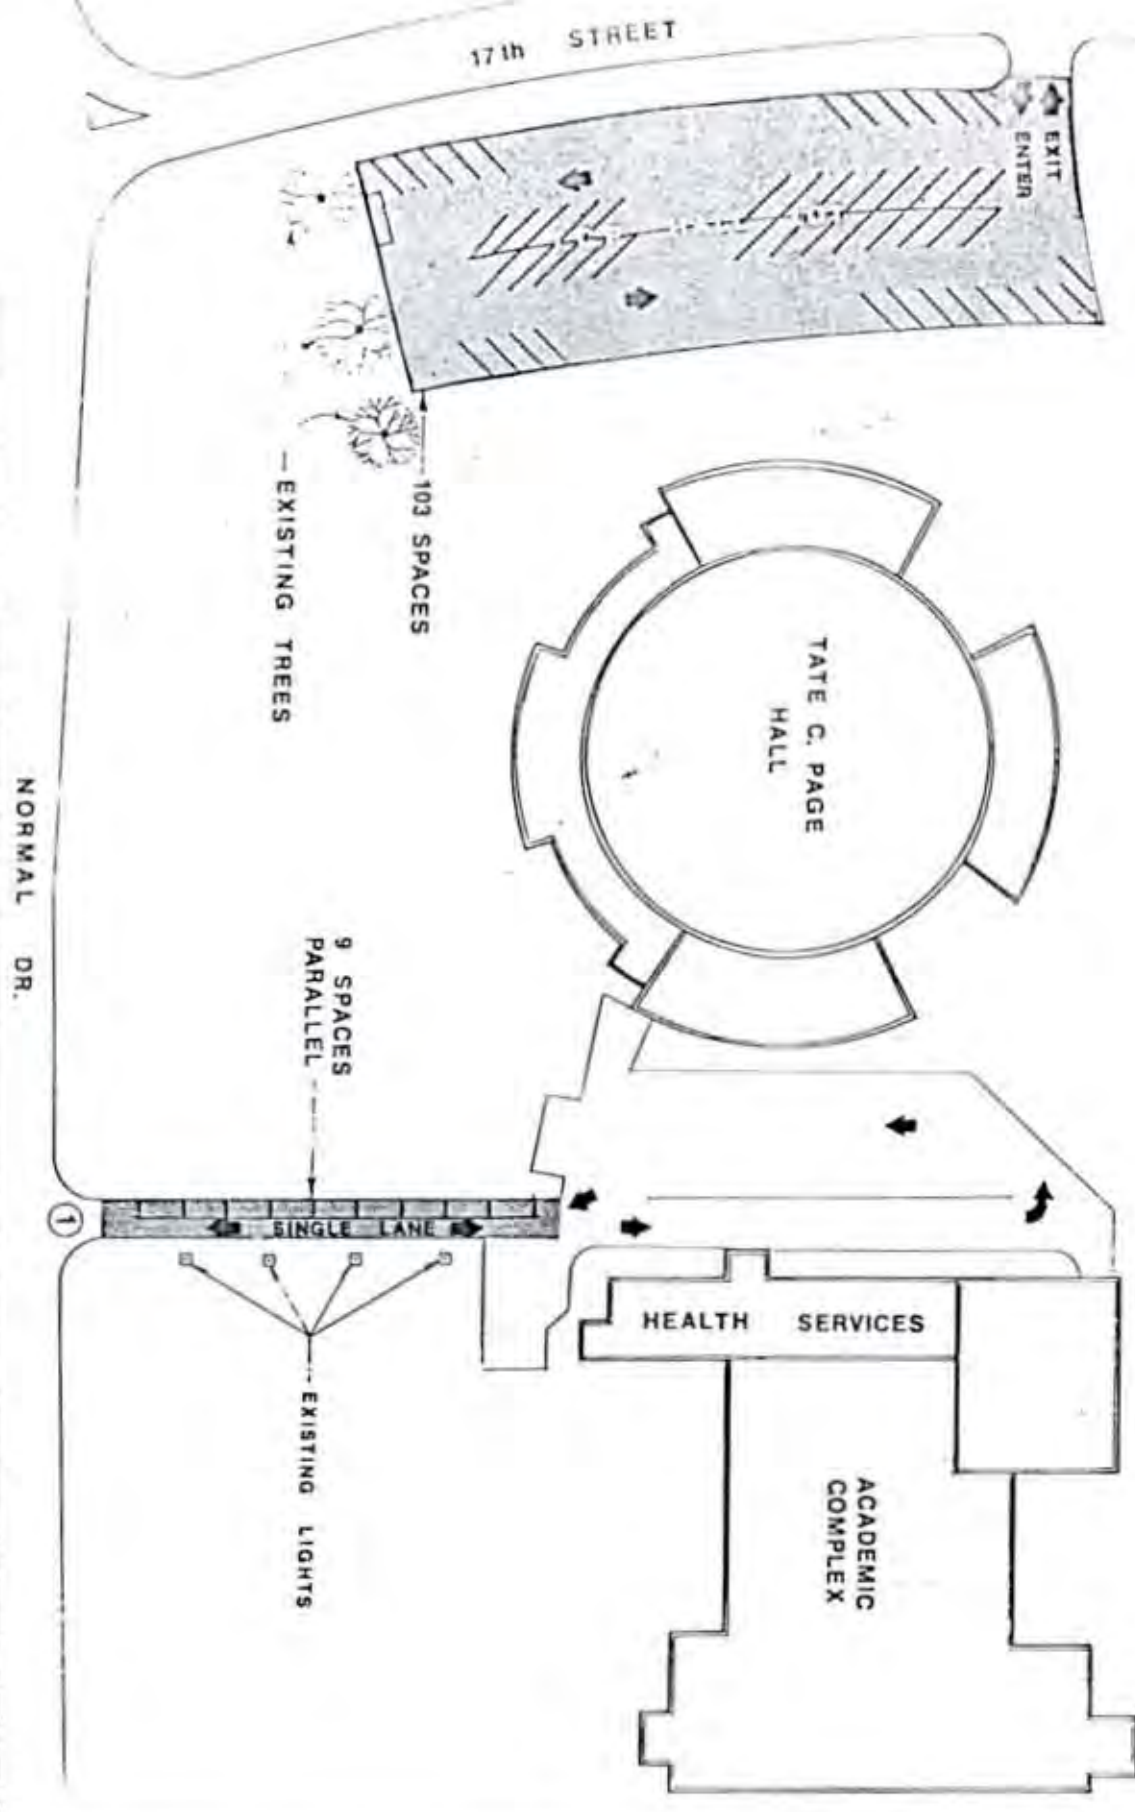 17th STREET
EXIT
ENTER
103 SPACES
EXISTING TREES
TATE C. PAGE
HALL
NORMAL DR.
9 SPACES
PARALLEL
1
SINGLE LANE
HEALTH SERVICES
EXISTING LIGHTS
ACADEMIC
COMPLEX